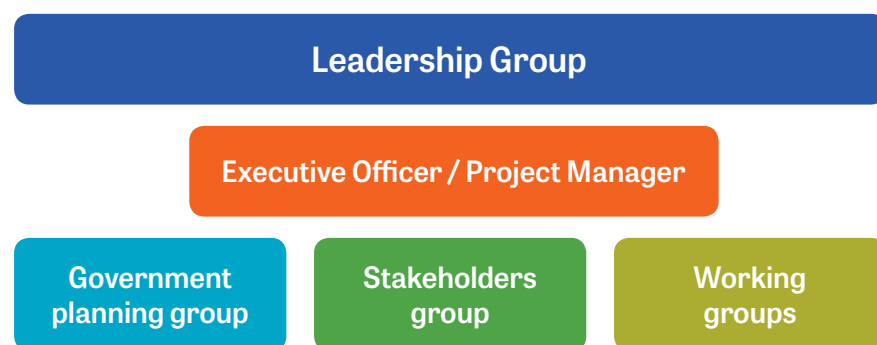 Leadership Group
Executive Officer / Project Manager
Government
planning group
Stakeholders
group
Working
groups